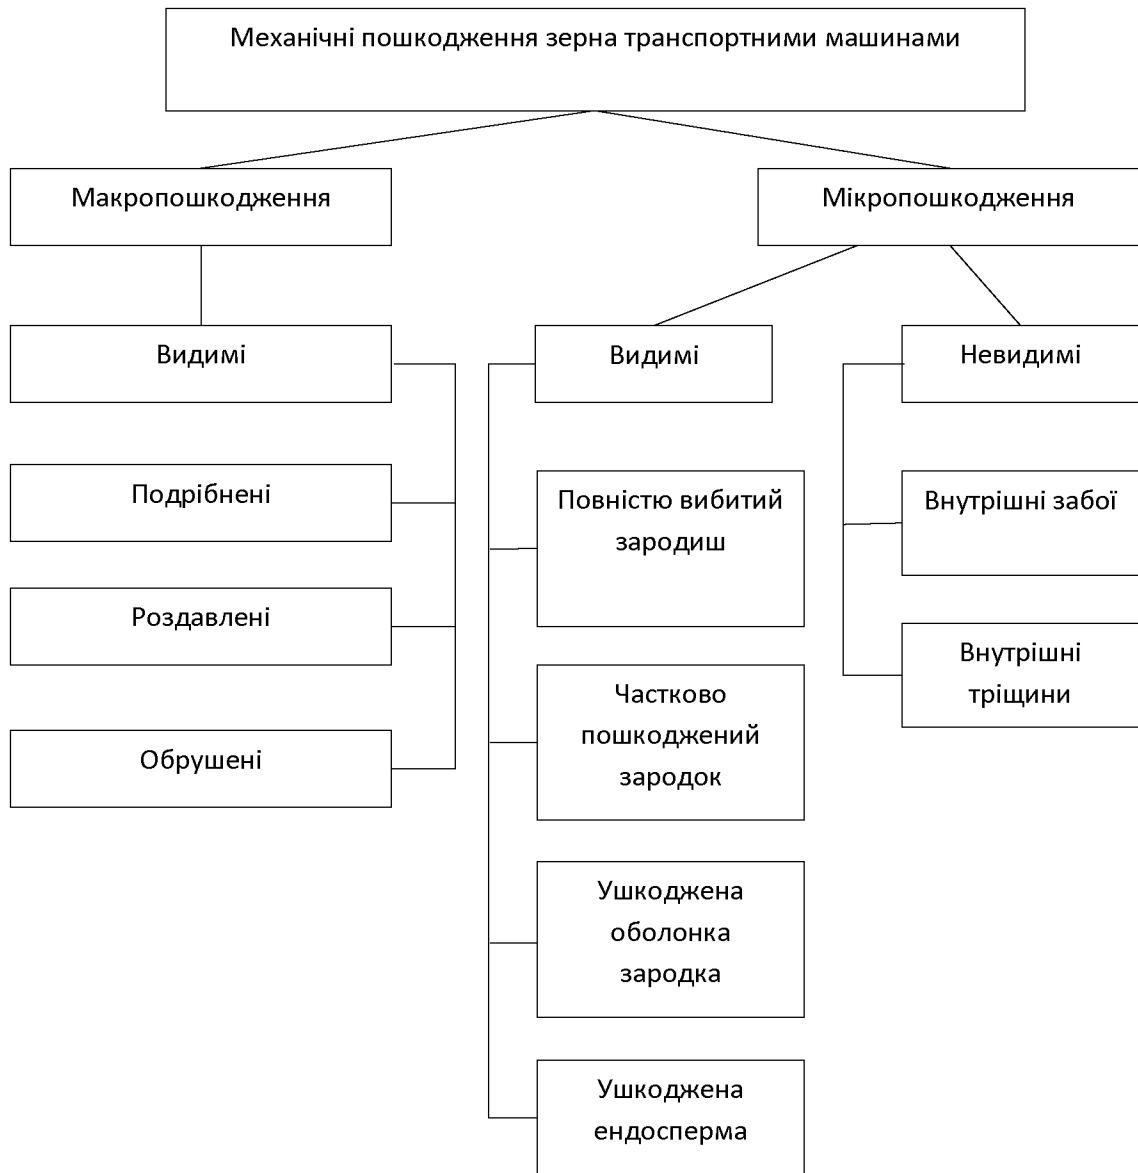 Механічні пошкодження зерна транспортними машинами
Макропошкодження
Мікропошкодження
Видимі
Видимі
Невидимі
Подрібнені
Роздавлені
Обрушені
Повністю вибитий
зародиш
Частково
пошкоджений
зародок
Ушкоджена
оболонка
зародка
Ушкоджена
ендосперма
Внутрішні забої
Внутрішні
тріщини